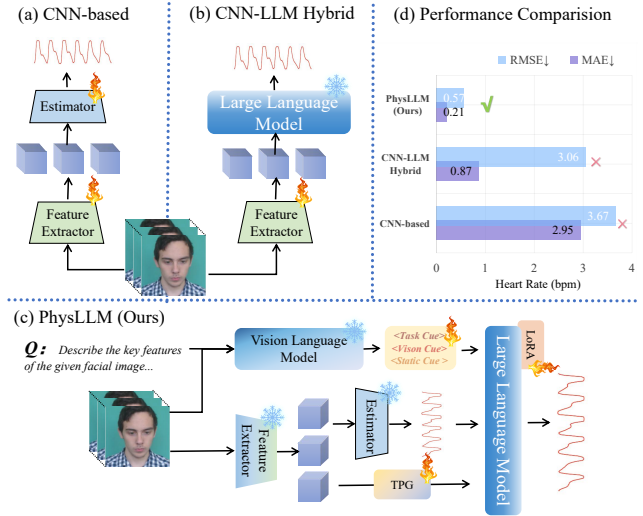 (a) CNN-based
Estimator
Feature
Extractor
(b) CNN-LLM Hybrid
Large Language
Model
Feature
Extractor
(d) Performance Comparision
RMSE↓ MAE↓
PhysLLM
(Ours)
0.57
0.21
√
CNN-LLM
Hybrid
3.06
0.87
×
CNN-based
3.67
2.95
×
0 1 2 3 4
Heart Rate (bpm)
(c) PhysLLM (Ours)
Q: Describe the key features
of the given facial image...
Vision Language
Model
<Task Cue>
<Vison Cue>
<Static Cue >
Feature
Extractor
Estimator
TPG
Large Language Model
LoRA